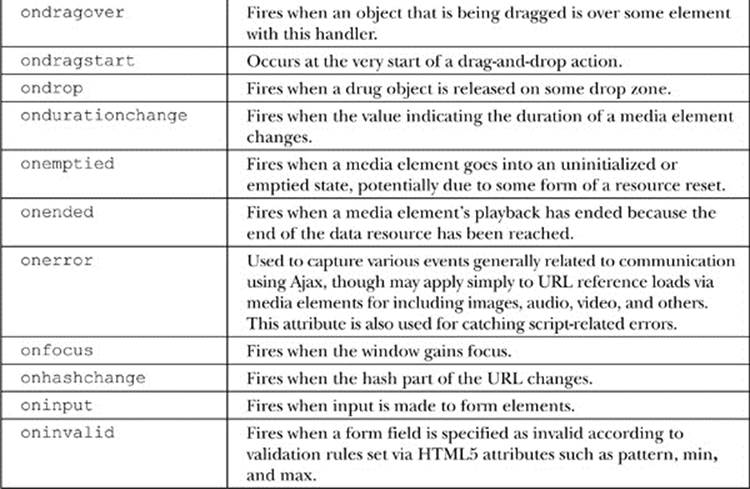 ondragover Fires when an object that is being dragged is over some element
with this handler.
ondragstart Occurs at the very start of a drag-and-drop action.
ondrop Fires when a drug object is released on some drop zone.
ondurationchange Fires when the value indicating the duration of a media element
changes.
onemptied Fires when a media element goes into an uninitialized or
emptied state, potentially due to some form of a resource reset.
onended Fires when a media element's playback has ended because the
end of the data resource has been reached.
onerror Used to capture various events generally related to communication
using Ajax, though may apply simply to URL reference loads via
media elements for including images, audio, video, and others.
This attribute is also used for catching script-related errors.
onfocus Fires when the window gains focus.
onhashchange Fires when the hash part of the URL changes.
oninput Fires when input is made to form elements.
oninvalid Fires when a form field is specified as invalid according to
validation rules set via HTML5 attributes such as pattern, min,
and max.